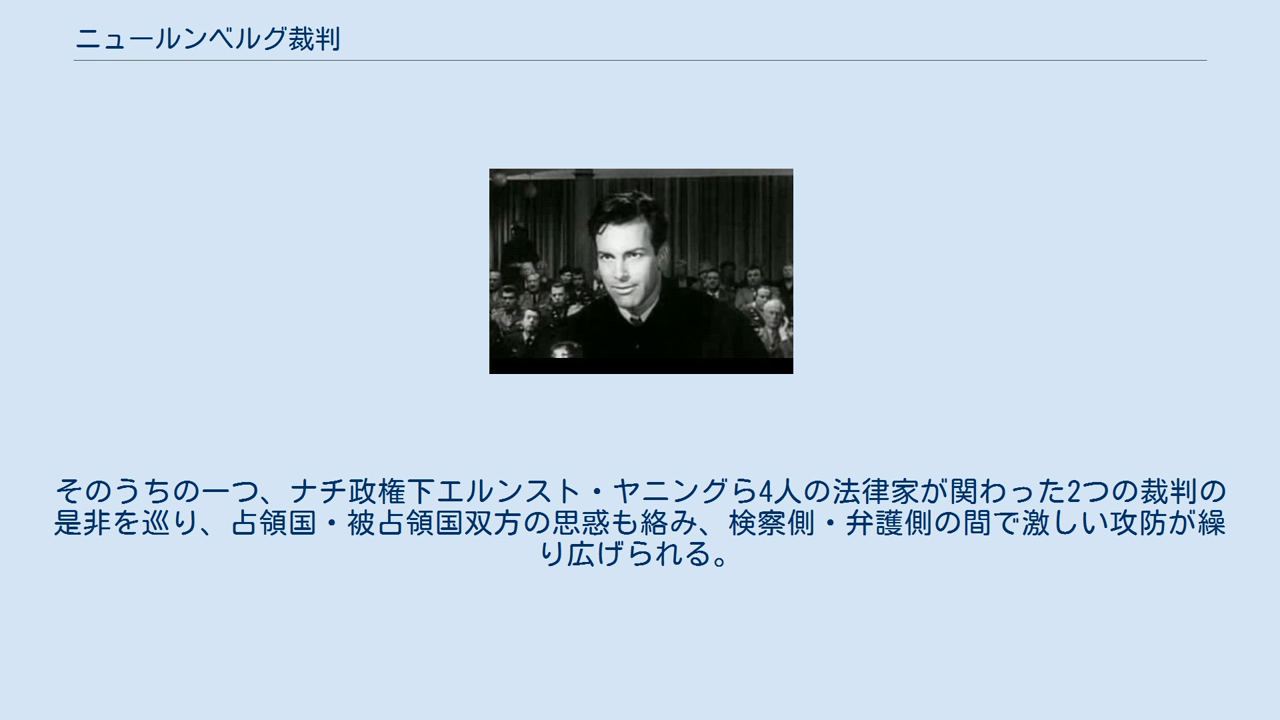 ニュールンベルグ裁判
そのうちの一つ、ナチ政権下エルンスト・ヤニングら4人の法律家が関わった2つの裁判の
是非を巡り、占領国・被占領国双方の思惑も絡み、検察側・弁護側の間で激しい攻防が繰
り広げられる。